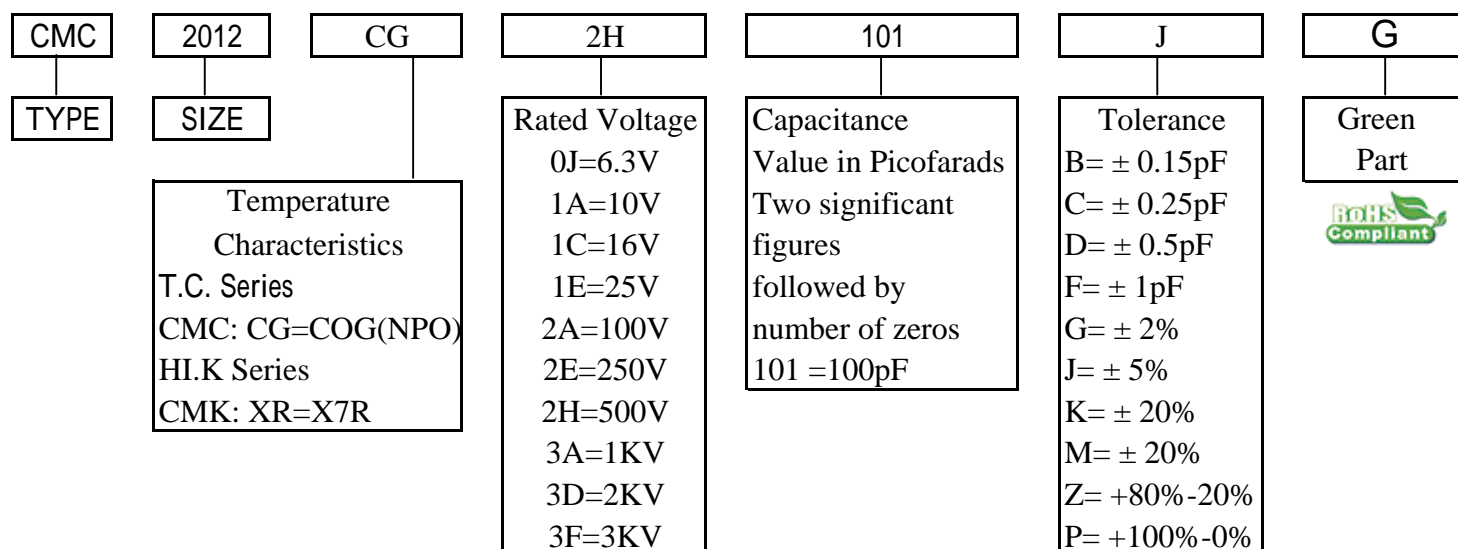 CMC 2012 CG 2H 101 J G
TYPE
SIZE
Temperature
Characteristics
T.C. Series
CMC: CG=COG(NPO)
HI.K Series
CMK: XR=X7R
Rated Voltage
0J=6.3V
1A=10V
1C=16V
1E=25V
2A=100V
2E=250V
2H=500V
3A=1KV
3D=2KV
3F=3KV
Capacitance
Value in Picofarads
Two significant
figures
followed by
number of zeros
101 =100pF
Tolerance
B= ± 0.15pF
C= ± 0.25pF
D= ± 0.5pF
F= ± 1pF
G= ± 2%
J= ± 5%
K= ± 20%
M= ± 20%
Z= +80%-20%
P= +100%-0%
Green
Part
RoHS
Compliant